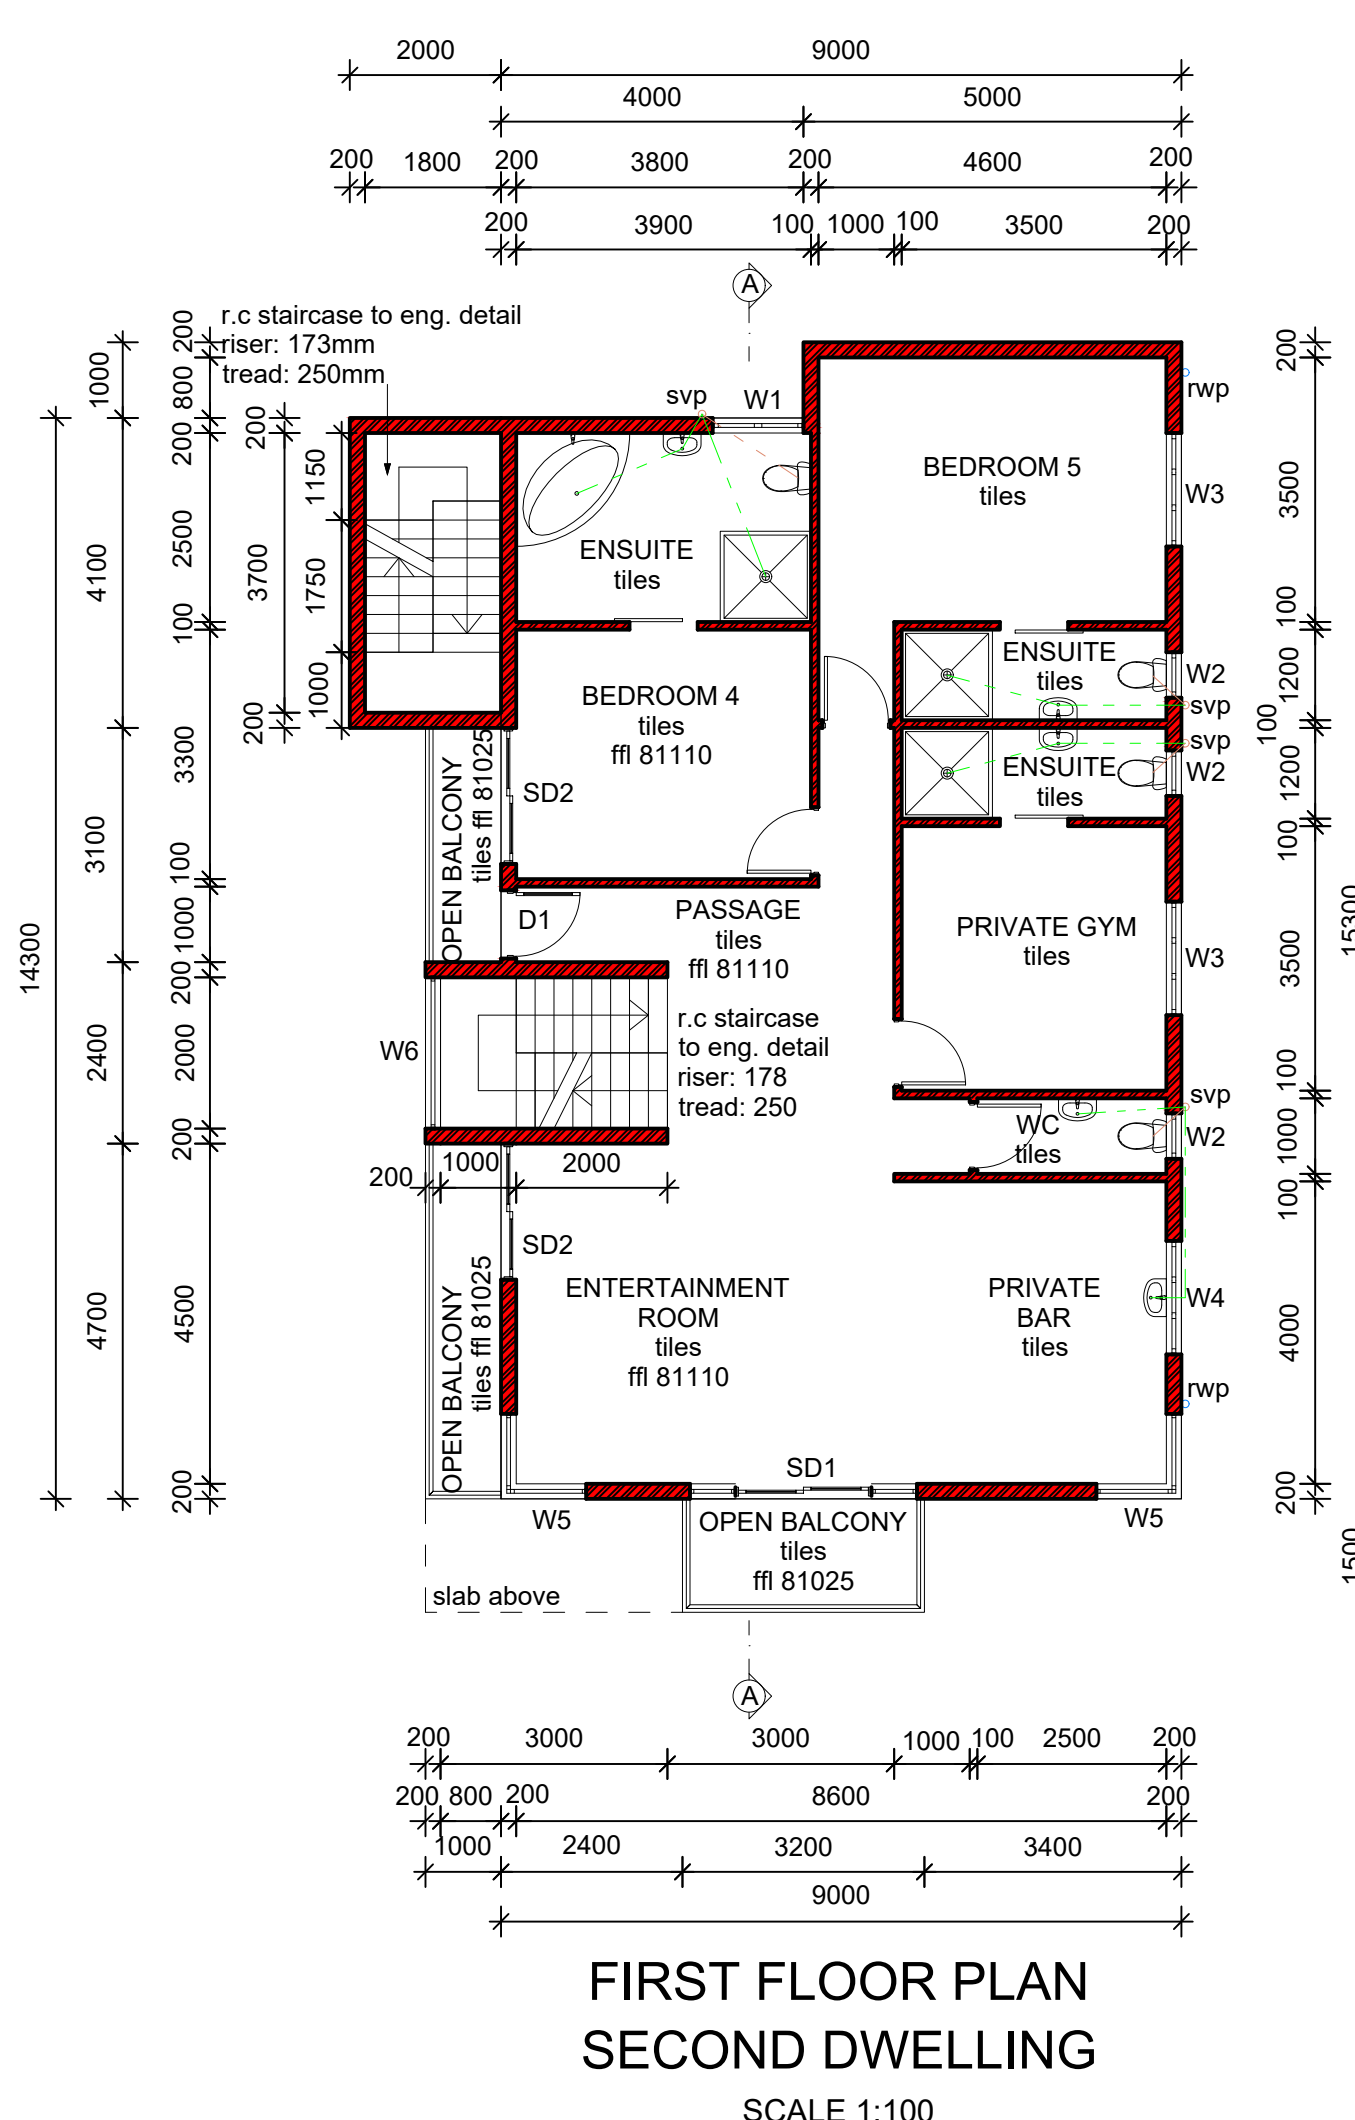 2000 9000
4000 5000
200 1800 200 3800 200 4600 200
200 3900 100 1000 100 3500 200
A
r.c staircase to eng. detail
riser: 173mm
tread: 250mm
svp W1
rwp
BEDROOM 5
tiles
W3
ENSUITE
tiles
BEDROOM 4
tiles
ffl 81110
ENSUITE
tiles
W2
svp
svp
ENSUITE
tiles
W2
SD2
OPEN BALCONY
tiles ffl 81025
D1
PASSAGE
tiles
ffl 81110
PRIVATE GYM
tiles
W3
W6
r.c staircase
to eng. detail
riser: 178
tread: 250
svp
WC
tiles
W2
200 1000 2000
SD2
OPEN BALCONY
tiles ffl 81025
ENTERTAINMENT
ROOM
tiles
ffl 81110
PRIVATE
BAR
tiles
W4
rwp
SD1
W5
W5
OPEN BALCONY
tiles
ffl 81025
slab above
A
14300
1000
4100
3100
2400
4700
200
800
200
2500
100
3300
100
1000
200
2000
200
4500
200
200
3700
200
1150
1750
1000
200
3500
100
1200
100
1200
100
3500
100
1000
100
4000
200
15300
1500
200 3000 3000 1000 100 2500 200
200 800 200 8600 200
1000 2400 3200 3400
9000
FIRST FLOOR PLAN
SECOND DWELLING
SCALE 1:100